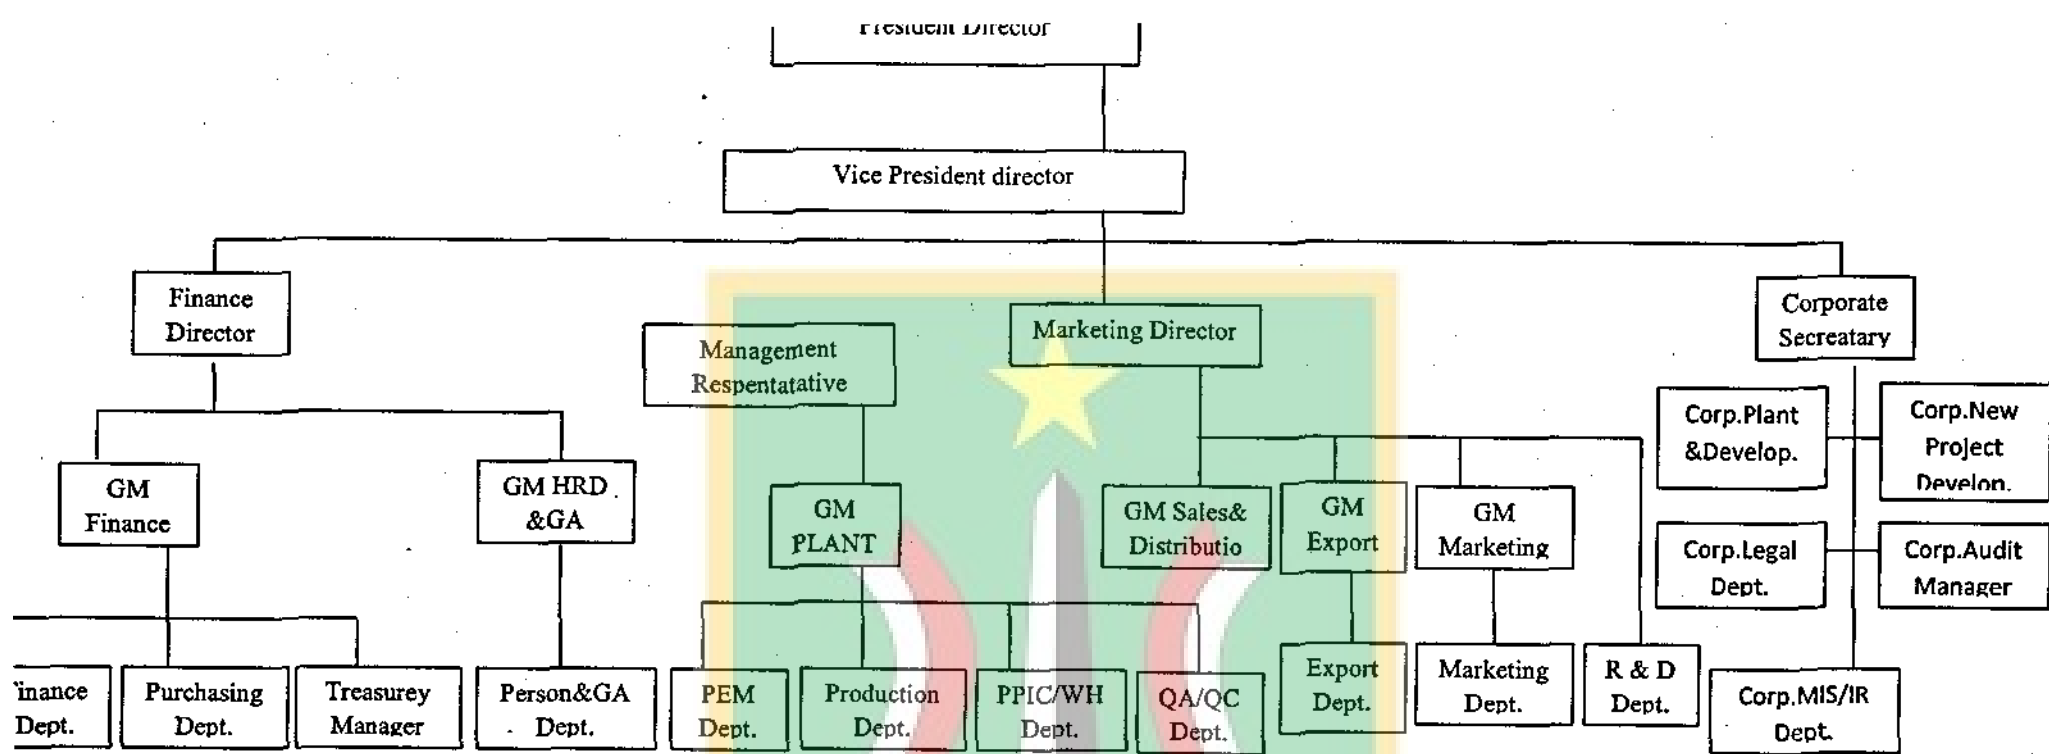 President Director
Vice President director
Finance
Director
Management
Respentatative
Marketing Director
Corporate
Secreatary
Corp.Plant
&Develop.
Corp.New
Project
Develop.
GM
Finance
GM HRD
&GA
GM
PLANT
GM Sales&
Distributio
GM
Export
GM
Marketing
Corp.Legal
Dept.
Corp.Audit
Manager
inance
Dept.
Purchasing
Dept.
Treasurey
Manager
Person&GA
Dept.
PEM
Dept.
Production
Dept.
PPIC/WH
Dept.
QA/QC
Dept.
Export
Dept.
Marketing
Dept.
R & D
Dept.
Corp.MIS/IR
Dept.